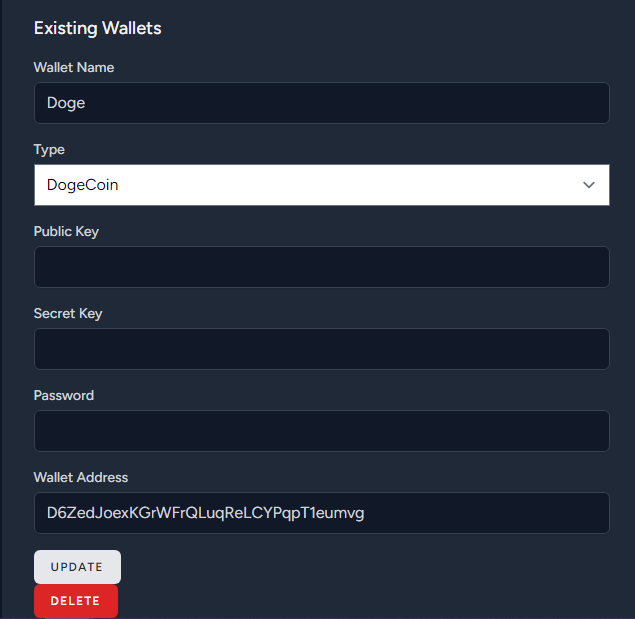 Existing Wallets
Wallet Name
Doge
Type
DogeCoin
Public Key
Secret Key
Password
Wallet Address
D6ZedJoexKGrWFrQLuqReLCYPqpT1eumvg
UPDATE
DELETE